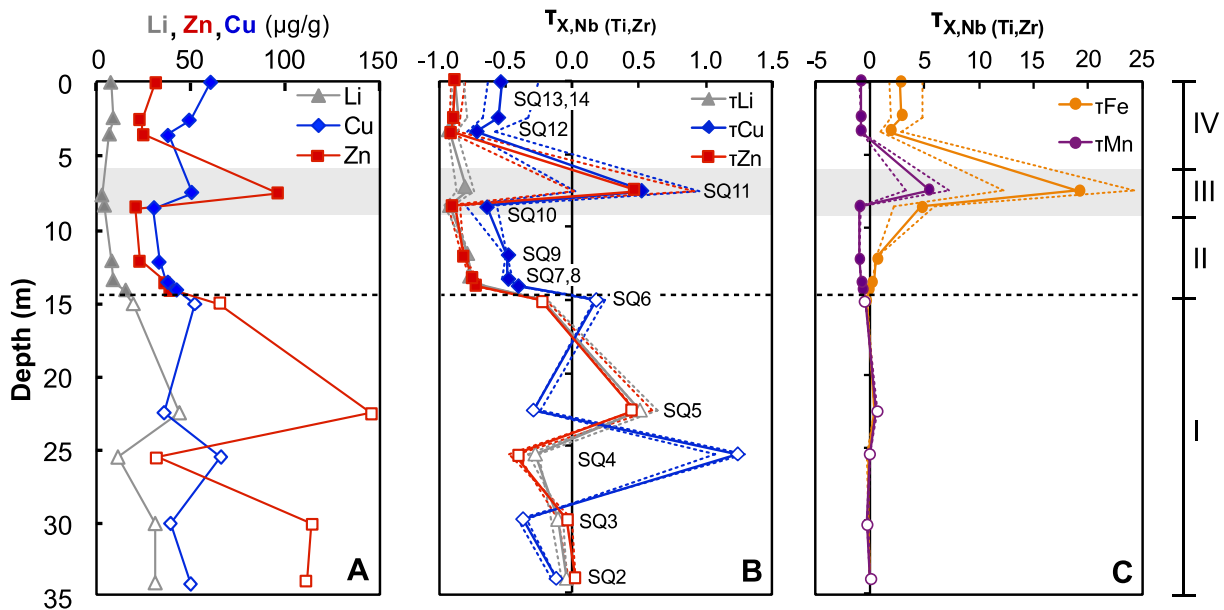 Li, Zn, Cu (µg/g)
0 50 100 150
Depth (m)
0
5
10
15
20
25
30
35
Li
Cu
Zn
A
τX,Nb (Ti,Zr)
-1.0 -0.5 0.0 0.5 1.0 1.5
SQ13,14
SQ12
SQ11
SQ10
SQ9
SQ7,8
SQ6
SQ5
SQ4
SQ3
SQ2
τLi
τCu
τZn
B
τX,Nb (Ti,Zr)
-5 0 5 10 15 20 25
τFe
τMn
C
IV
III
II
I